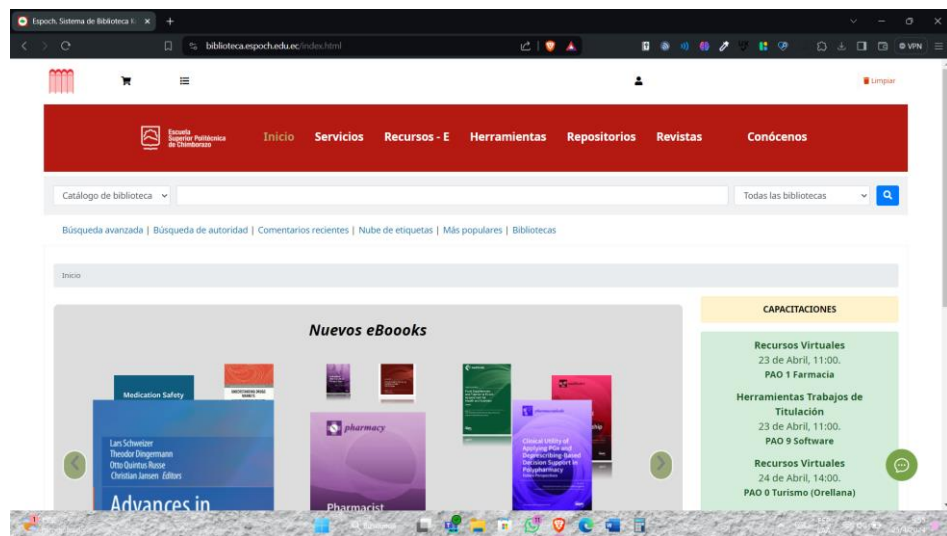 Espoch, Sistema de Biblioteca K
biblioteca.espoch.edu.ec/index.html
VPN
Limpiar
Escuela
Superior Politécnica
de Chimborazo
Inicio Servicios Recursos - E Herramientas Repositorios Revistas Conócenos
Catálogo de biblioteca
Todas las bibliotecas
Búsqueda avanzada | Búsqueda de autoridad | Comentarios recientes | Nube de etiquetas | Más populares | Bibliotecas
Inicio
Nuevos eBoooks
Medication Safety
Lars Schweizer
Theodor Dingermann
Otto Quintus Russe
Christian Jansen Editors
Advances in
pharmacy
Pharmacist
pharmaceuticals
Clinical Utility of
Applying PGx and
Deprescribing-Based
Decision Support in
Polypharmacy
CAPACITACIONES
Recursos Virtuales
23 de Abril, 11:00.
PAO 1 Farmacia
Herramientas Trabajos de
Titulación
23 de Abril, 11:00.
PAO 9 Software
Recursos Virtuales
24 de Abril, 14:00.
PAO 0 Turismo (Orellana)